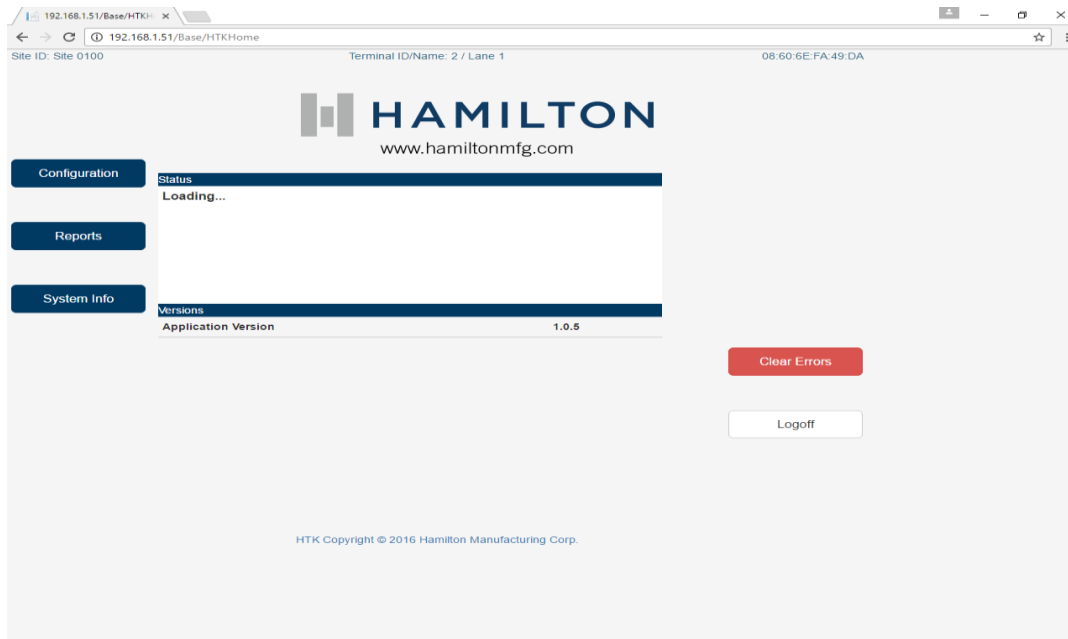 192.168.1.51/Base/HTKH
192.168.1.51/Base/HTKHome
Site ID: Site 0100 Terminal ID/Name: 2 / Lane 1 08:60:6E:FA:49:DA
HAMILTON
www.hamiltonmfg.com
Configuration
Status
Loading...
Reports
System Info
Versions
Application Version 1.0.5
Clear Errors
Logoff
HTK Copyright © 2016 Hamilton Manufacturing Corp.